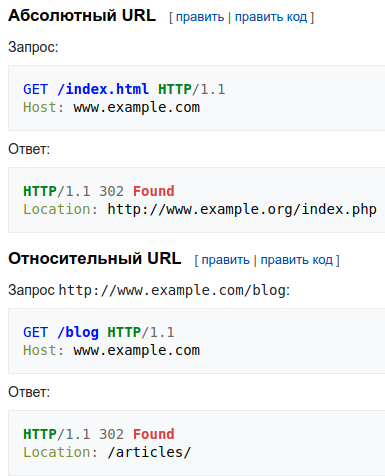 Абсолютный URL [ править | править код ]
Запрос:
GET /index.html HTTP/1.1
Host: www.example.com
Ответ:
HTTP/1.1 302 Found
Location: http://www.example.org/index.php
Относительный URL [ править | править код ]
Запрос http://www.example.com/blog:
GET /blog HTTP/1.1
Host: www.example.com
Ответ:
HTTP/1.1 302 Found
Location: /articles/